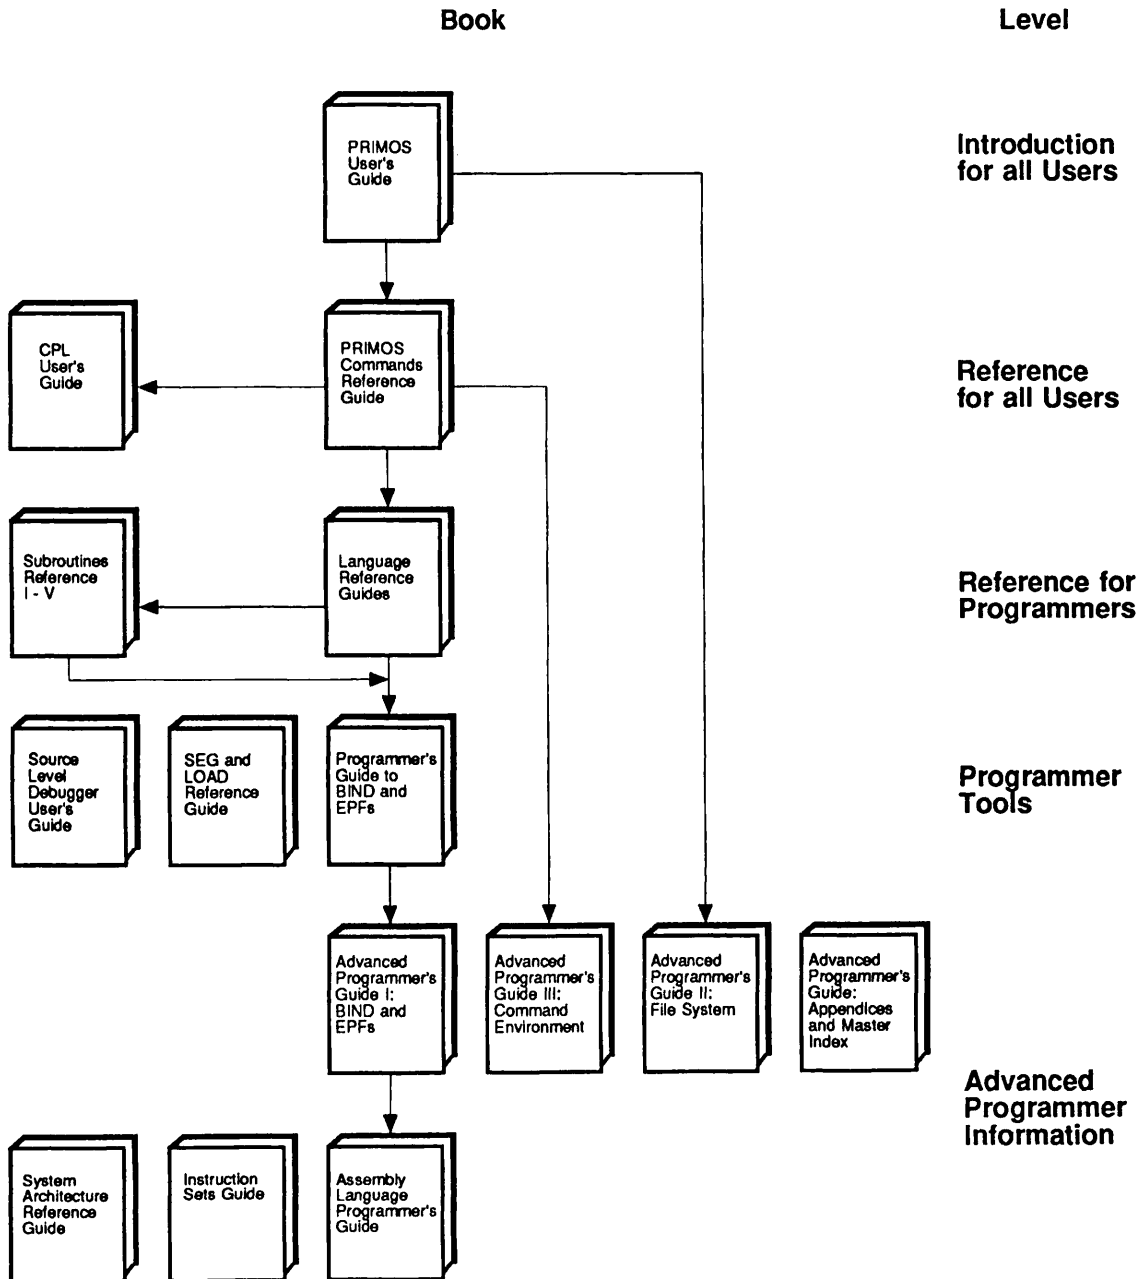 Book
Level
PRIMOS
User's
Guide
Introduction
for all Users
CPL
User's
Guide
PRIMOS
Commands
Reference
Guide
Reference
for all Users
Subroutines
Reference
I - V
Language
Reference
Guides
Reference for
Programmers
Source
Level
Debugger
User's
Guide
SEG and
LOAD
Reference
Guide
Programmer's
Guide to
BIND and
EPFs
Programmer
Tools
Advanced
Programmer's
Guide I:
BIND and
EPFs
Advanced
Programmer's
Guide III:
Command
Environment
Advanced
Programmer's
Guide II:
File System
Advanced
Programmer's
Guide:
Appendices
and Master
Index
Advanced
Programmer
Information
System
Architecture
Reference
Guide
Instruction
Sets Guide
Assembly
Language
Programmer's
Guide